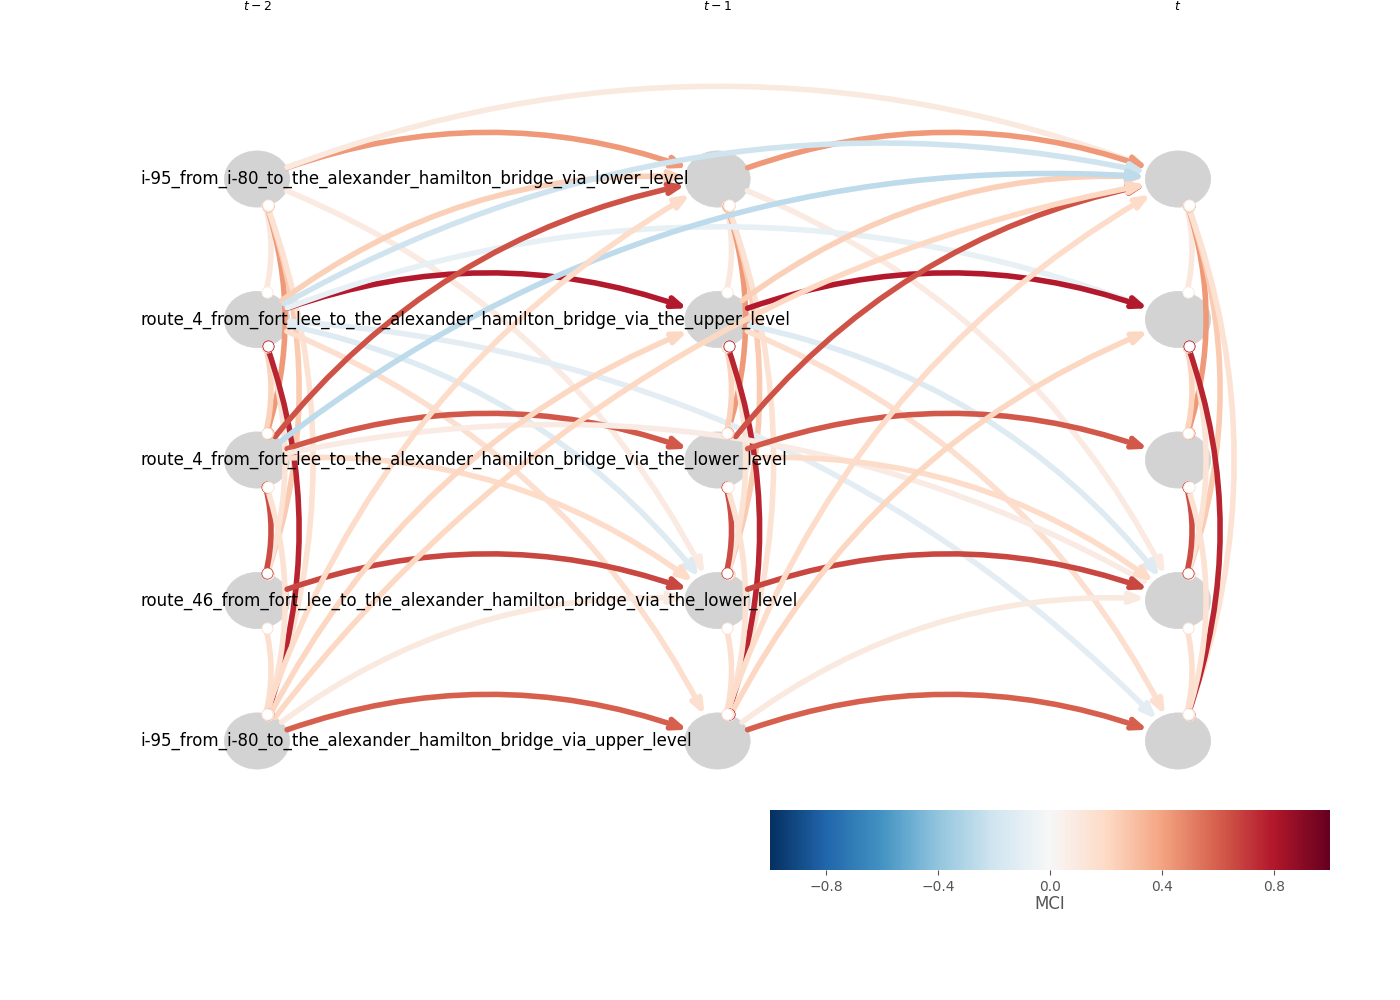 t − 2
t − 1
t
i-95_from_i-80_to_the_alexander_hamilton_bridge_via_lower_level
route_4_from_fort_lee_to_the_alexander_hamilton_bridge_via_the_upper_level
route_4_from_fort_lee_to_the_alexander_hamilton_bridge_via_the_lower_level
route_46_from_fort_lee_to_the_alexander_hamilton_bridge_via_the_lower_level
i-95_from_i-80_to_the_alexander_hamilton_bridge_via_upper_level
−0.8
−0.4
0.0
0.4
0.8
MCI